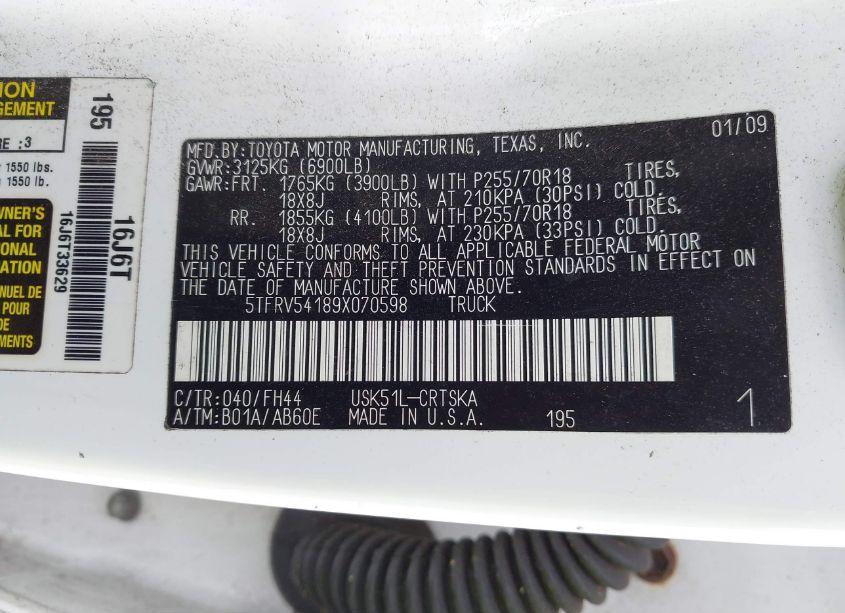 ION
GEMENT
RE :3
1550 lbs.
1550 lb.
WNER'S
AL FOR
IONAL
ATION
NUEL DE
POUR
DE
MENTS
195
16J6T
16J6T33629
MFD.BY:TOYOTA MOTOR MANUFACTURING, TEXAS, INC. 01/09
GVWR:3125KG (6900LB)
GAWR:FRT. 1765KG (3900LB) WITH P255/70R18 TIRES,
18X8J RIMS, AT 210KPA (30PSI) COLD.
RR. 1855KG (4100LB) WITH P255/70R18 TIRES,
18X8J RIMS, AT 230KPA (33PSI) COLD.
THIS VEHICLE CONFORMS TO ALL APPLICABLE FEDERAL MOTOR
VEHICLE SAFETY AND THEFT PREVENTION STANDARDS IN EFFECT ON
THE DATE OF MANUFACTURE SHOWN ABOVE.
5TFRV54189X070598 TRUCK
C/TR:040/FH44 USK51L-CRTSKA
A/TM:B01A/AB60E MADE IN U.S.A. 195 1